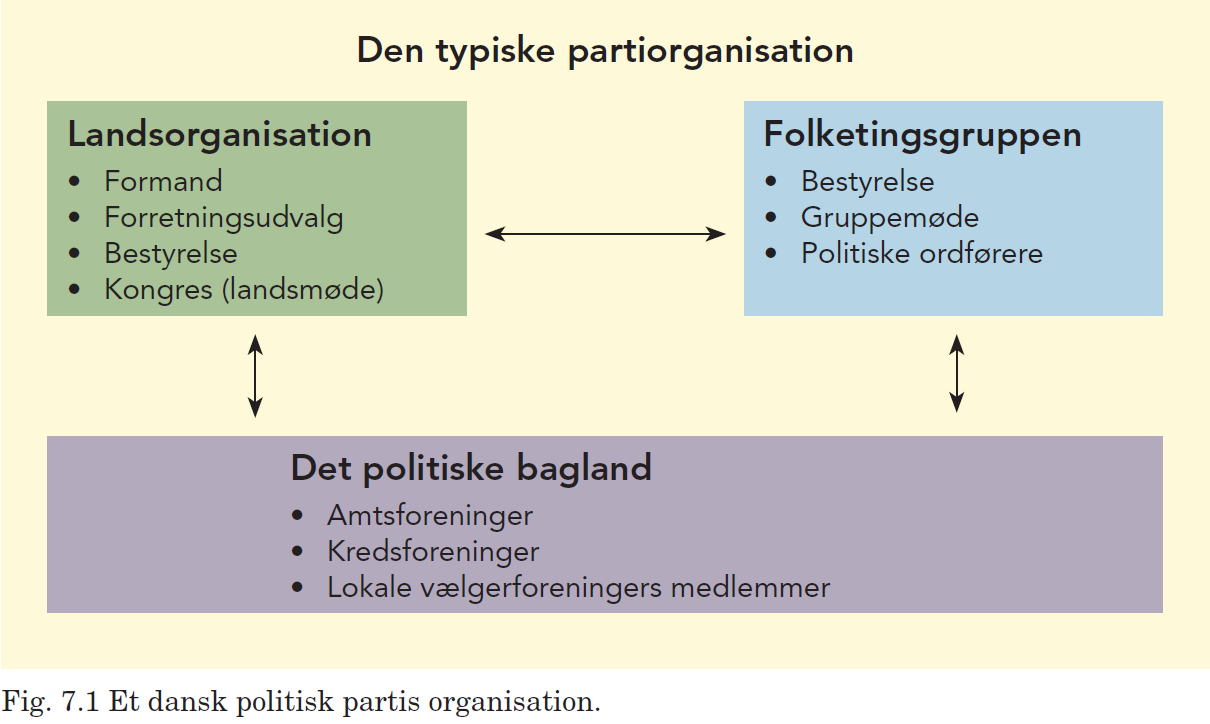 Den typiske partiorganisation
Landsorganisation
• Formand
• Forretningsudvalg
• Bestyrelse
• Kongres (landsmøde)
Folketingsgruppen
• Bestyrelse
• Gruppemøde
• Politiske ordførere
Det politiske bagland
• Amtsforeninger
• Kredsforeninger
• Lokale vælgerforeningers medlemmer
Fig. 7.1 Et dansk politisk partis organisation.